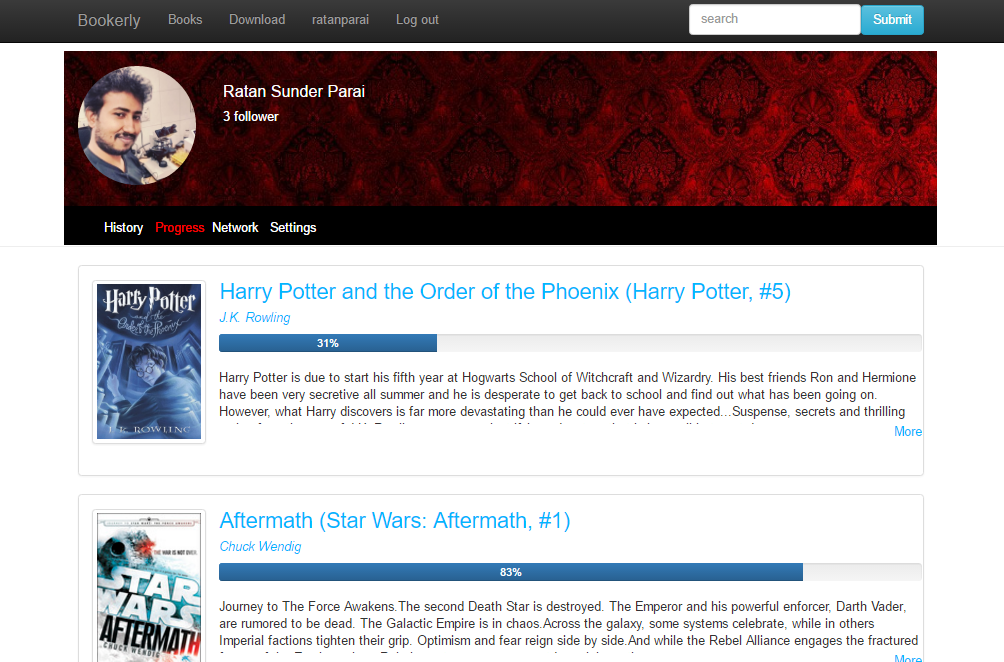 Bookerly Books Download ratanparai Log out search Submit
Ratan Sunder Parai
3 follower
History Progress Network Settings
Harry Potter
and the
Order of the Phoenix
J. K. ROWLING
Harry Potter and the Order of the Phoenix (Harry Potter, #5)
J.K. Rowling
31%
Harry Potter is due to start his fifth year at Hogwarts School of Witchcraft and Wizardry. His best friends Ron and Hermione
have been very secretive all summer and he is desperate to get back to school and find out what has been going on.
However, what Harry discovers is far more devastating than he could ever have expected...Suspense, secrets and thrilling
More
THE WAR IS NOT OVER
STAR
WARS
AFTERMATH
CHUCK WENDIG
Aftermath (Star Wars: Aftermath, #1)
Chuck Wendig
83%
Journey to The Force Awakens.The second Death Star is destroyed. The Emperor and his powerful enforcer, Darth Vader,
are rumored to be dead. The Galactic Empire is in chaos.Across the galaxy, some systems celebrate, while in others
Imperial factions tighten their grip. Optimism and fear reign side by side.And while the Rebel Alliance engages the fractured
More